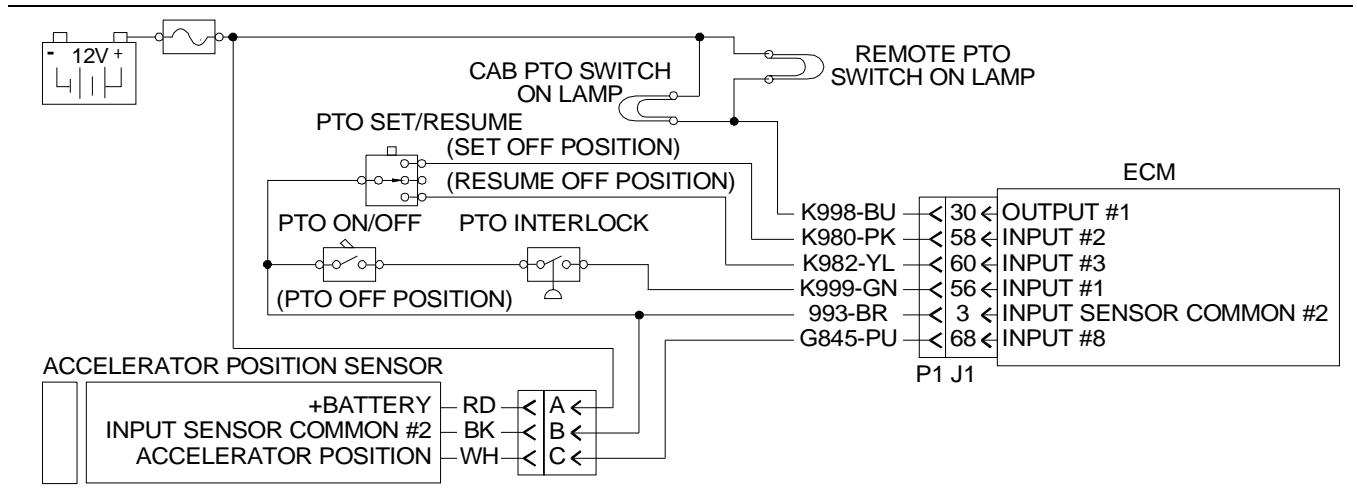 - 12V +
REMOTE PTO
SWITCH ON LAMP
CAB PTO SWITCH
ON LAMP
PTO SET/RESUME
(SET OFF POSITION)
(RESUME OFF POSITION)
PTO ON/OFF
PTO INTERLOCK
(PTO OFF POSITION)
ECM
K998-BU 30 OUTPUT #1
K980-PK 58 INPUT #2
K982-YL 60 INPUT #3
K999-GN 56 INPUT #1
993-BR 3 INPUT SENSOR COMMON #2
G845-PU 68 INPUT #8
P1 J1
ACCELERATOR POSITION SENSOR
+BATTERY RD A
INPUT SENSOR COMMON #2 BK B
ACCELERATOR POSITION WH C